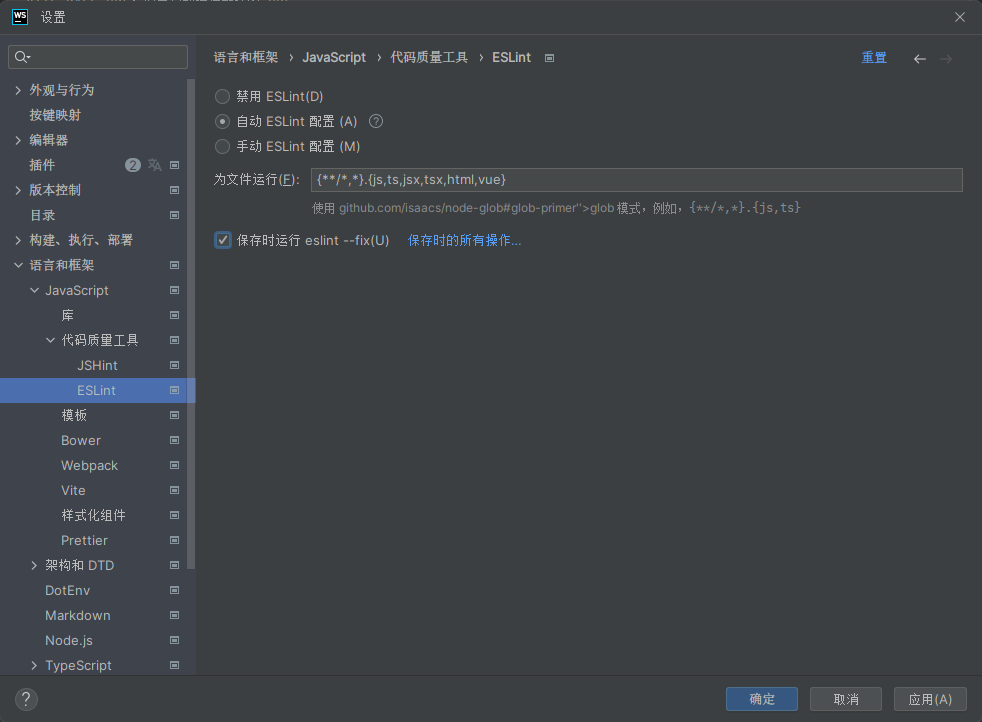 WS 设置
语言和框架 › JavaScript › 代码质量工具 › ESLint 重置
外观与行为
按键映射
编辑器
插件 2
版本控制
目录
构建、执行、部署
语言和框架
JavaScript
库
代码质量工具
JSHint
ESLint
模板
Bower
Webpack
Vite
样式化组件
Prettier
架构和 DTD
DotEnv
Markdown
Node.js
TypeScript
禁用 ESLint(D)
自动 ESLint 配置 (A) ?
手动 ESLint 配置 (M)
为文件运行(F): {**/*,*}.{js,ts,jsx,tsx,html,vue}
使用 github.com/isaacs/node-glob#glob-primer">glob 模式，例如，{**/*,*}.{js,ts}
保存时运行 eslint --fix(U) 保存时的所有操作...
? 确定 取消 应用(A)